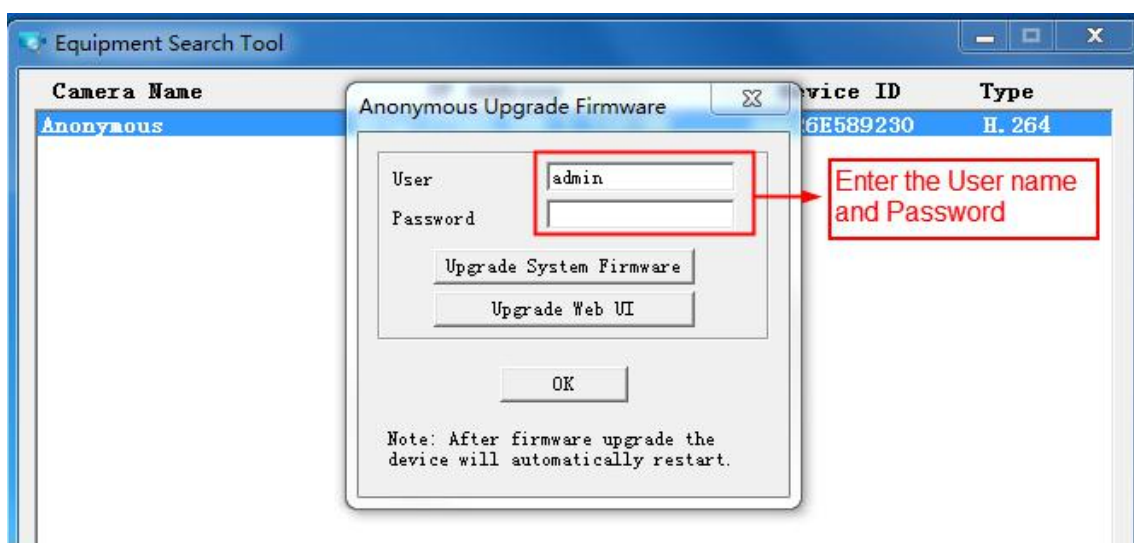 Equipment Search Tool
Camera Name
Device ID
Type
Anonymous
6E589230
H.264
Anonymous Upgrade Firmware
User
admin
Password
Upgrade System Firmware
Upgrade Web UI
OK
Note: After firmware upgrade the
device will automatically restart.
Enter the User name
and Password